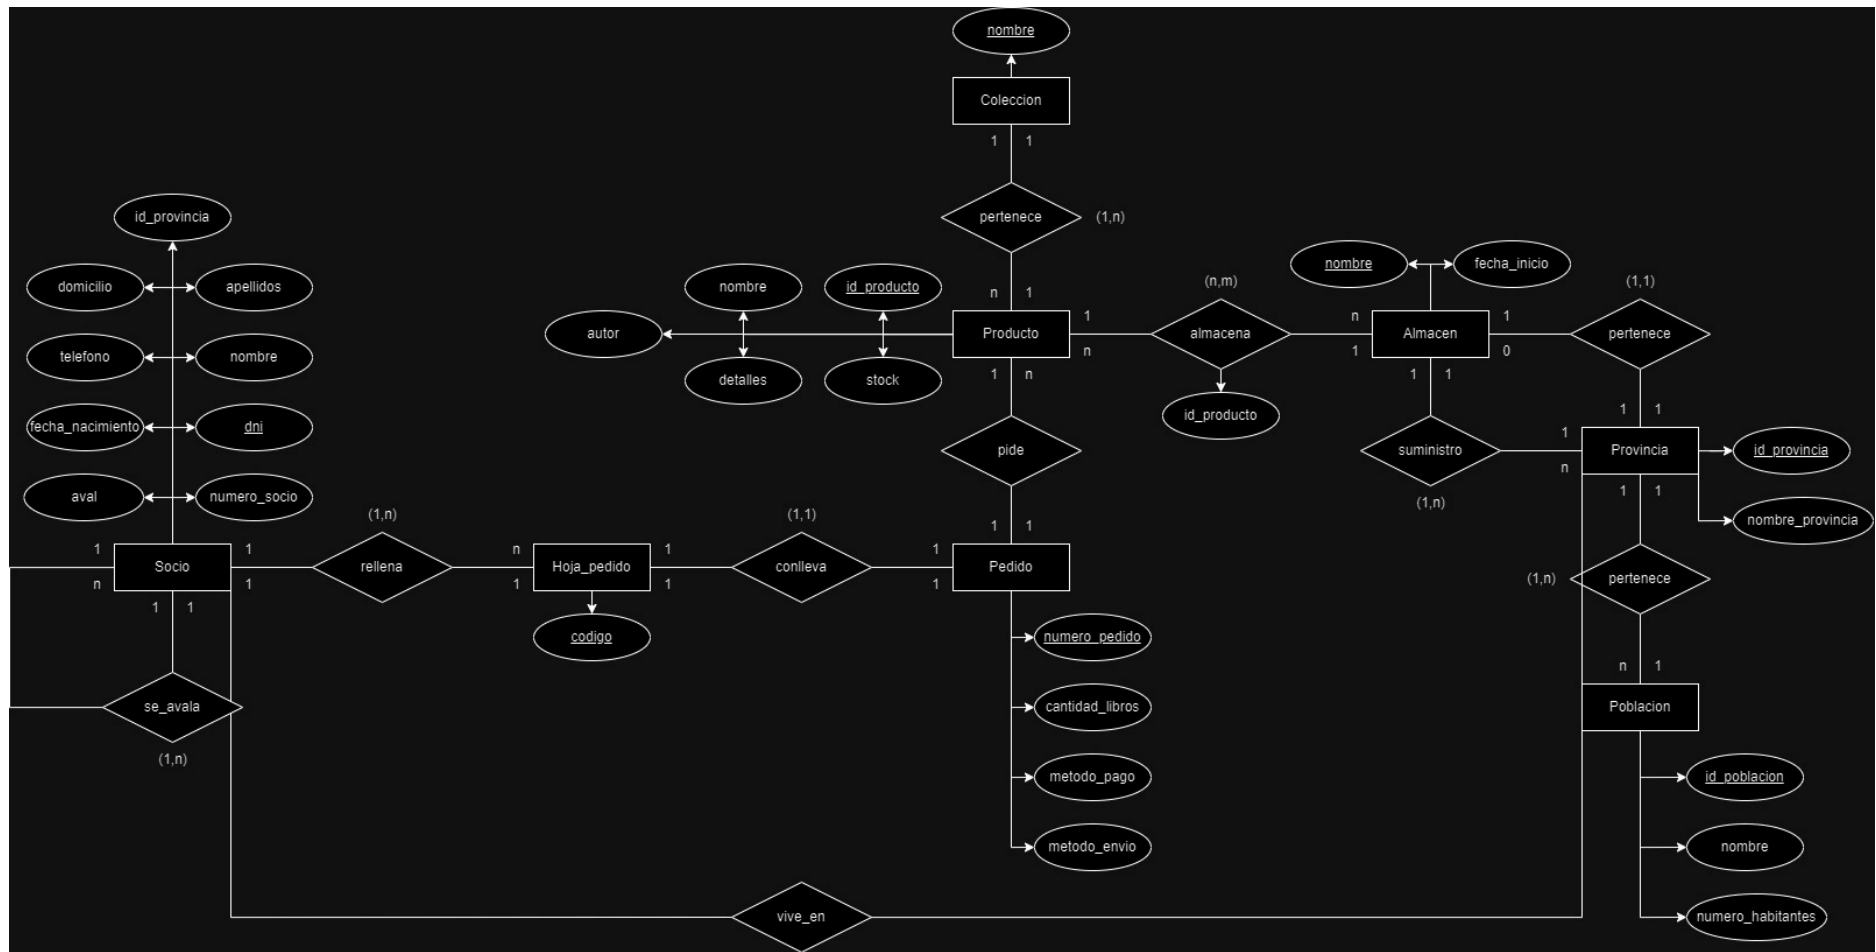 nombre
Coleccion
1 1
pertenece
(1,n)
id_provincia
domicilio
apellidos
telefono
nombre
fecha_nacimiento
dni
aval
numero_socio
nombre
id_producto
autor
detalles
stock
n 1
Producto
1
n
(n,m)
almacena
id_producto
n
1
nombre
fecha_inicio
Almacen
1
0
(1,1)
pertenece
1 n
pide
1 1
1 1
suministro
(1,n)
1
n
1 1
Provincia
id_provincia
nombre_provincia
1 1
(1,n)
pertenece
n 1
Poblacion
id_poblacion
nombre
numero_habitantes
1
n
Socio
1
1
1 1
se_avala
(1,n)
(1,n)
rellena
n
1
Hoja_pedido
codigo
1
1
(1,1)
conlleva
1
1
Pedido
numero_pedido
cantidad_libros
metodo_pago
metodo_envio
vive_en